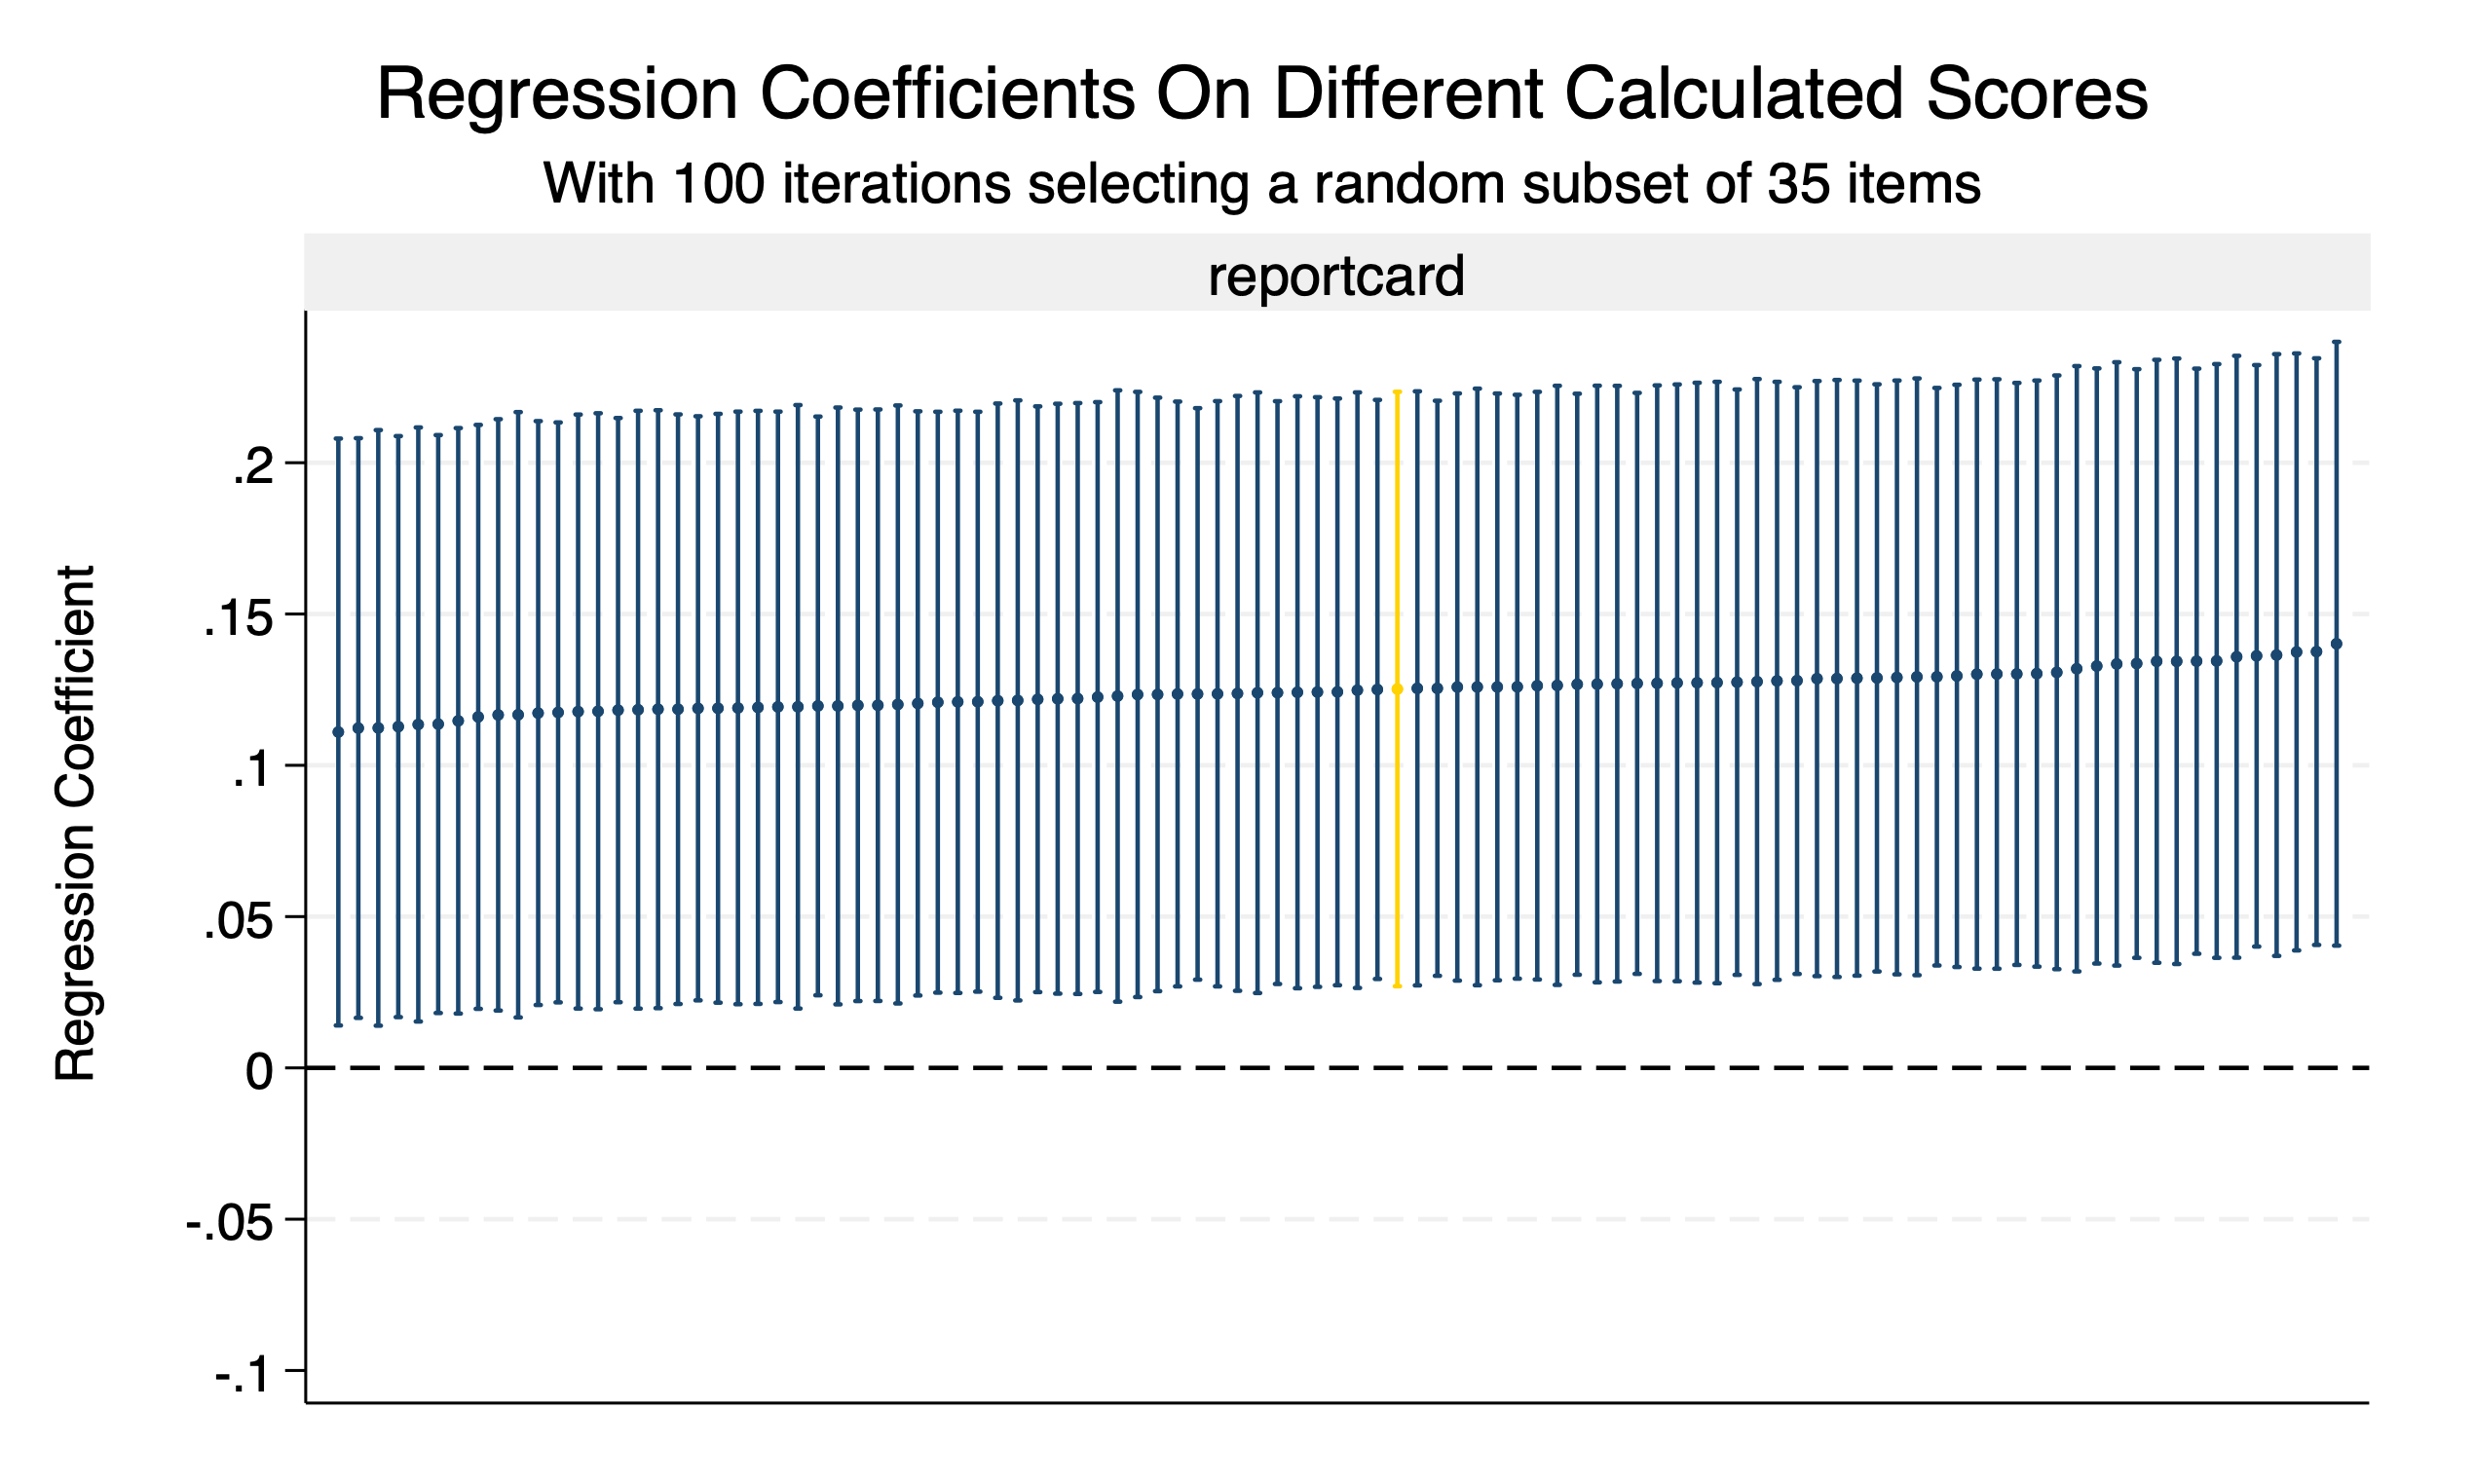 Regression Coefficients On Different Calculated Scores
With 100 iterations selecting a random subset of 35 items
reportcard
Regression Coefficient
.2
.15
.1
.05
0
-.05
-.1